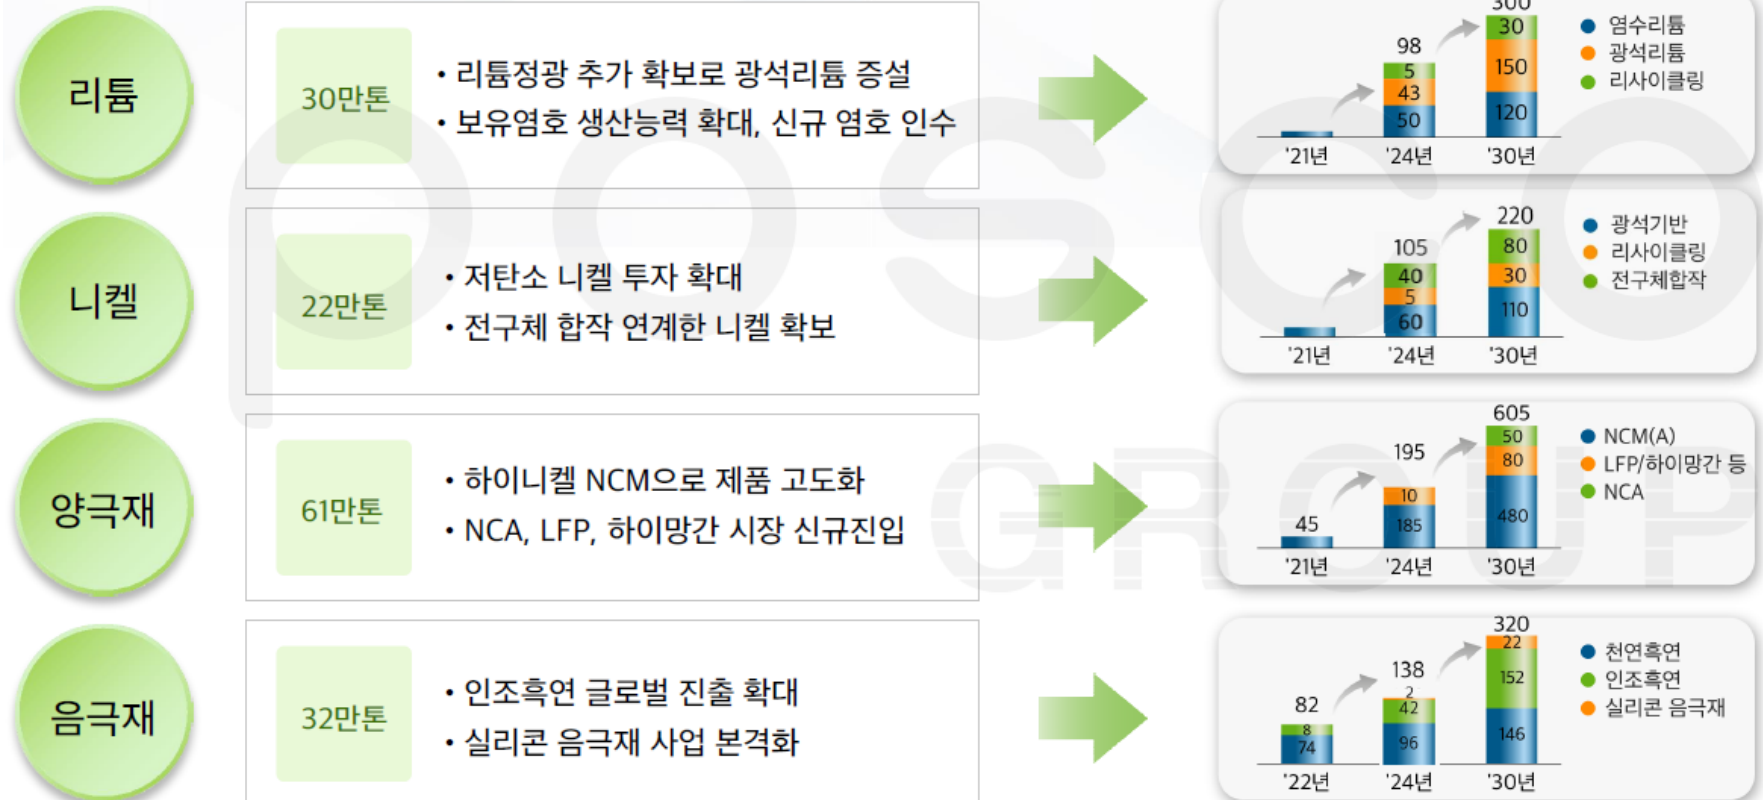 리튬
30만톤
• 리튬정광 추가 확보로 광석리튬 증설
• 보유염호 생산능력 확대, 신규 염호 인수
300
30
150
120
98
5
43
50
'21년
'24년
'30년
염수리튬
광석리튬
리사이클링
니켈
22만톤
• 저탄소 니켈 투자 확대
• 전구체 합작 연계한 니켈 확보
220
80
30
110
105
40
5
60
'21년
'24년
'30년
광석기반
리사이클링
전구체합작
양극재
61만톤
• 하이니켈 NCM으로 제품 고도화
• NCA, LFP, 하이망간 시장 신규진입
605
50
80
480
195
10
185
45
'21년
'24년
'30년
NCM(A)
LFP/하이망간 등
NCA
음극재
32만톤
• 인조흑연 글로벌 진출 확대
• 실리콘 음극재 사업 본격화
320
22
152
146
138
2
42
96
82
8
74
'22년
'24년
'30년
천연흑연
인조흑연
실리콘 음극재
posco
GROUP